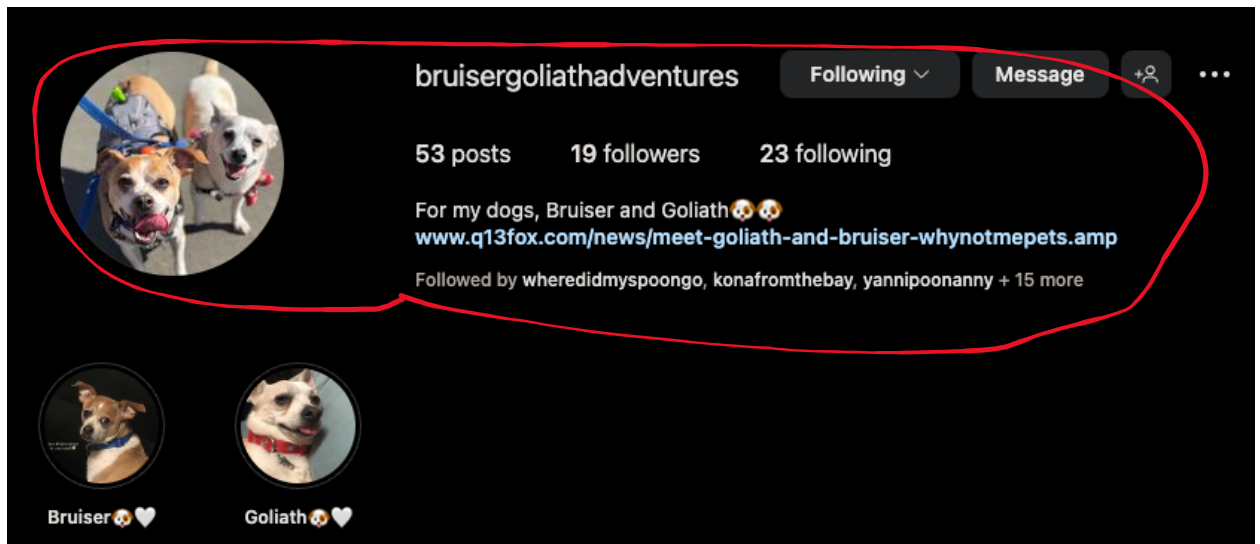 bruisergoliathadventures Following Message
53 posts 19 followers 23 following
For my dogs, Bruiser and Goliath🐶🐶
www.q13fox.com/news/meet-goliath-and-bruiser-whynotmepets.amp
Followed by wheredidmyspoongo, konafromthebay, yannipoonanny + 15 more
Bruiser🐶🤍 Goliath🐶🤍